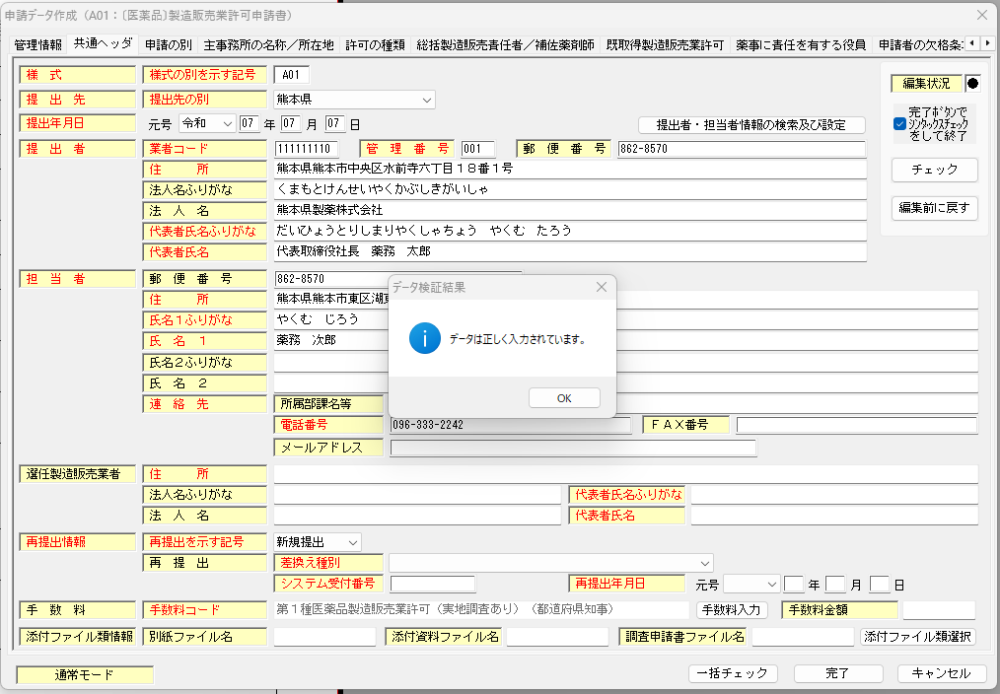 申請データ作成（A01：〔医薬品〕製造販売業許可申請書）
管理情報 共通ヘッダ 申請の別 主事務所の名称／所在地 許可の種類 総括製造販売責任者／補佐薬剤師 既取得製造販売業許可 薬事に責任を有する役員 申請者の欠格条
様　式 様式の別を示す記号 A01
編集状況 ●
提　出　先 提出先の別 熊本県
完了ボタンで
シンタックスチェック
をして終了
提出年月日 元号 令和 07 年 07 月 07 日 提出者・担当者情報の検索及び設定
提　出　者 業者コード 111111110 管　理　番　号 001 郵　便　番　号 862-8570
住　　　所 熊本県熊本市中央区水前寺六丁目１８番１号
チェック
法人名ふりがな くまもとけんせいやくかぶしきがいしゃ
法　人　名 熊本県製薬株式会社
編集前に戻す
代表者氏名ふりがな だいひょうとりしまりやくしゃちょう　やくむ　たろう
代表者氏名 代表取締役社長　薬務　太郎
担　当　者 郵　便　番　号 862-8570
住　　　所 熊本県熊本市東区湖東
氏名１ふりがな やくむ　じろう
氏　名　１ 薬務　次郎
氏名２ふりがな
氏　名　２
連　絡　先 所属部課名等
データ検証結果
データは正しく入力されています。
OK
電話番号 096-333-2242 ＦＡＸ番号
メールアドレス
選任製造販売業者 住　　　所
法人名ふりがな 代表者氏名ふりがな
法　人　名 代表者氏名
再提出情報 再提出を示す記号 新規提出
再　提　出 差換え種別
システム受付番号 再提出年月日 元号 年 月 日
手　数　料 手数料コード 第１種医薬品製造販売業許可（実地調査あり）（都道府県知事） 手数料入力 手数料金額
添付ファイル類情報 別紙ファイル名 添付資料ファイル名 調査申請書ファイル名 添付ファイル類選択
通常モード 一括チェック 完了 キャンセル